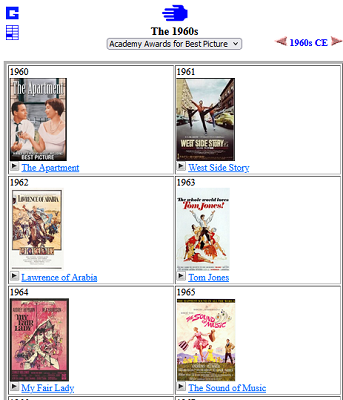 The 1960s
Academy Awards for Best Picture
1960s CE
1960
The Apartment
BEST PICTURE
The Apartment
1961
WEST SIDE STORY
West Side Story
1962
LAWRENCE OF ARABIA
Lawrence of Arabia
1963
The whole world loves
Tom Jones!
Tom Jones
1964
MY FAIR LADY
My Fair Lady
1965
THE SOUND OF MUSIC
The Sound of Music